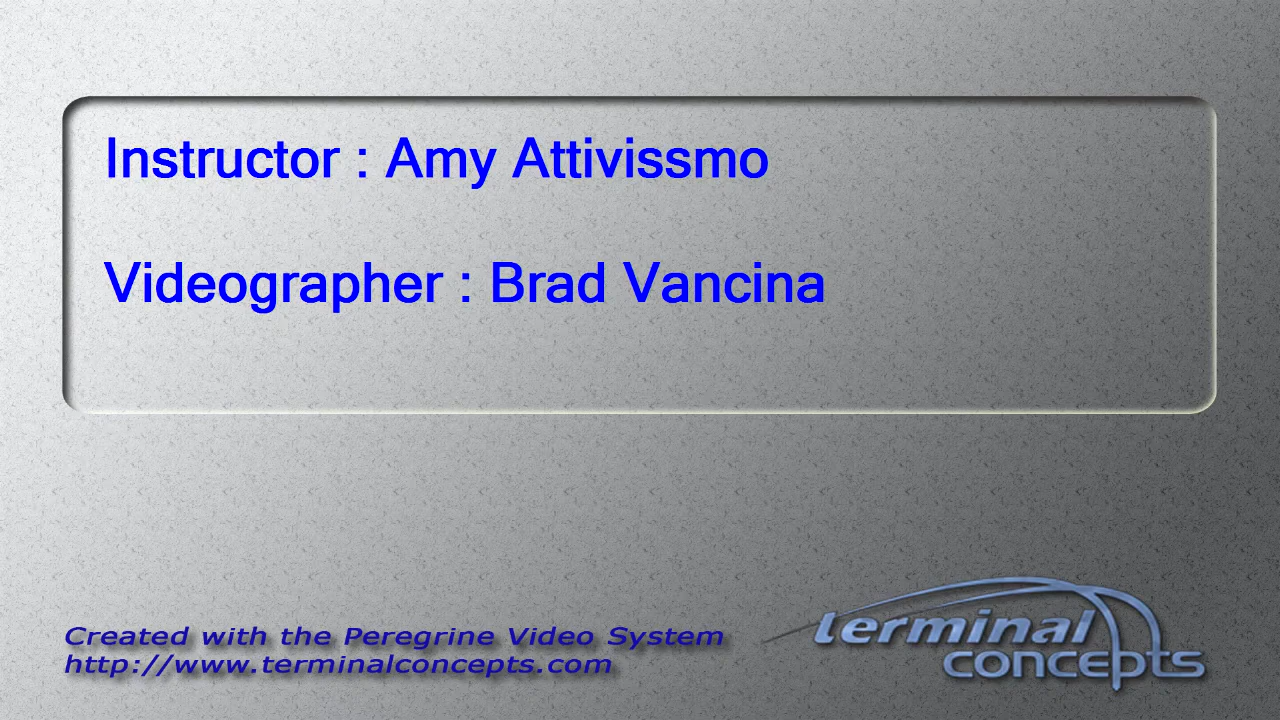 Instructor : Amy Attivissmo
Videographer : Brad Vancina
Created with the Peregrine Video System
http://www.terminalconcepts.com
terminal
concepts